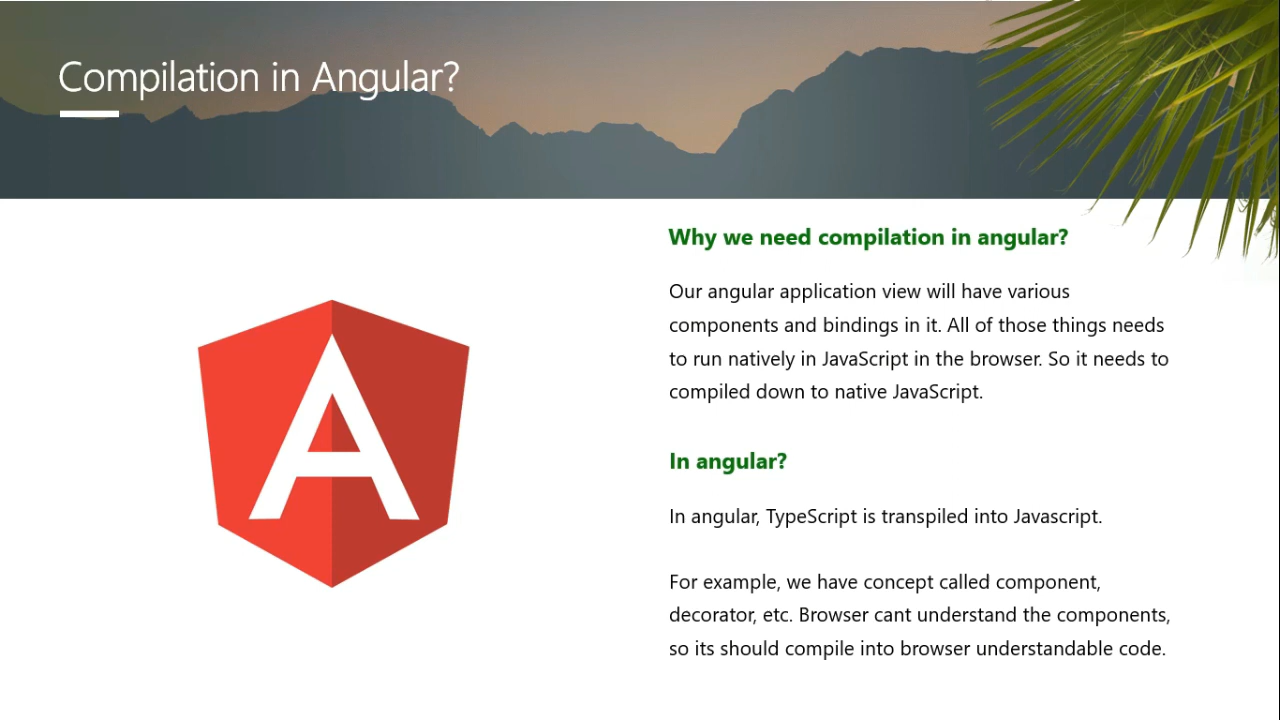 Compilation in Angular?
Why we need compilation in angular?
Our angular application view will have various
components and bindings in it. All of those things needs
to run natively in JavaScript in the browser. So it needs to
compiled down to native JavaScript.
In angular?
In angular, TypeScript is transpiled into Javascript.
For example, we have concept called component,
decorator, etc. Browser cant understand the components,
so its should compile into browser understandable code.
A